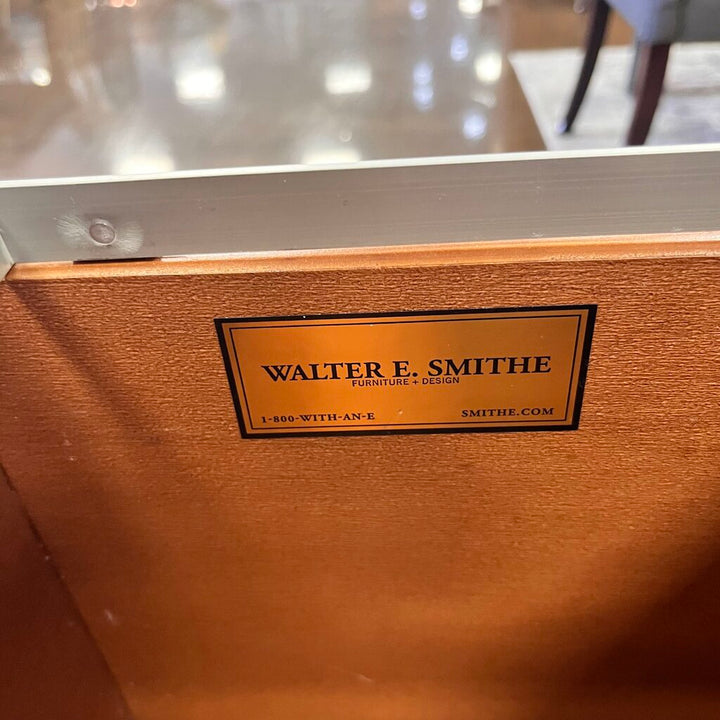 WALTER E. SMITHE
FURNITURE + DESIGN
1-800-WITH-AN-E SMITHE.COM